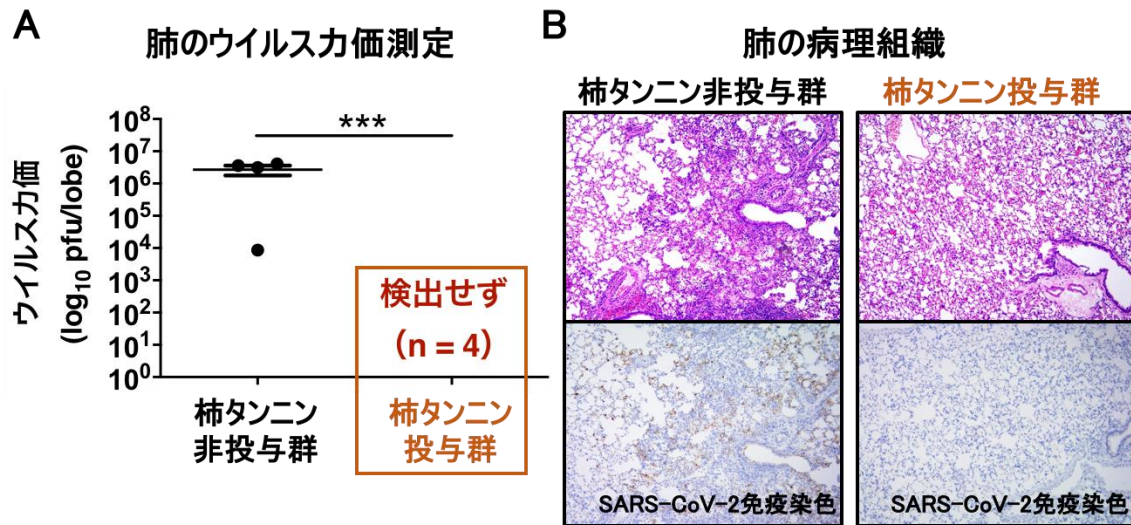 A
肺のウイルス力価測定
ウイルス力価
(log10 pfu/lobe)
10⁸
10⁷
10⁶
10⁵
10⁴
10³
10²
10¹
10⁰
***
検出せず
(n = 4)
柿タンニン
非投与群
柿タンニン
投与群
B
肺の病理組織
柿タンニン非投与群
柿タンニン投与群
SARS-CoV-2免疫染色
SARS-CoV-2免疫染色